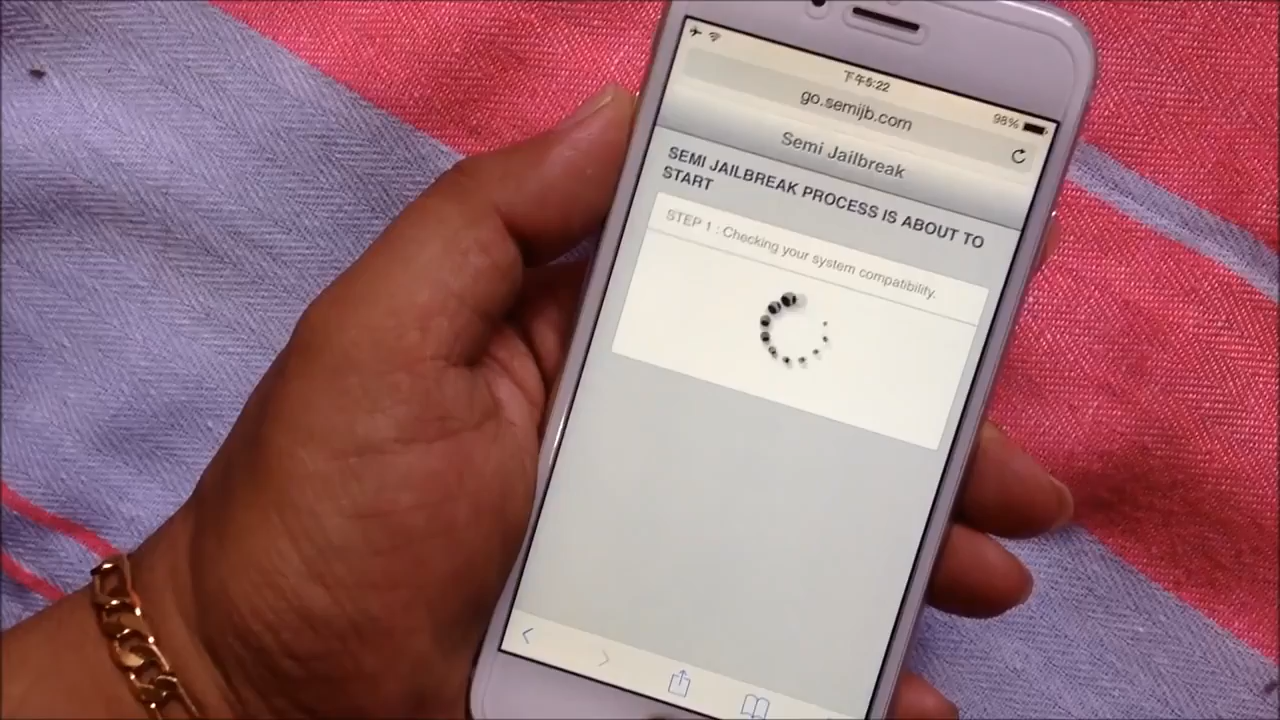 下午5:22
98%
go.semijb.com
Semi Jailbreak
SEMI JAILBREAK PROCESS IS ABOUT TO
START
STEP 1 : Checking your system compatibility.